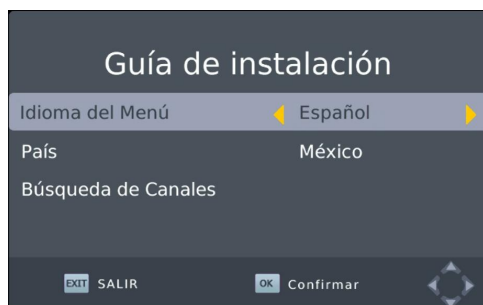 Guía de instalación
Idioma del Menú Español
País México
Búsqueda de Canales
EXIT SALIR OK Confirmar